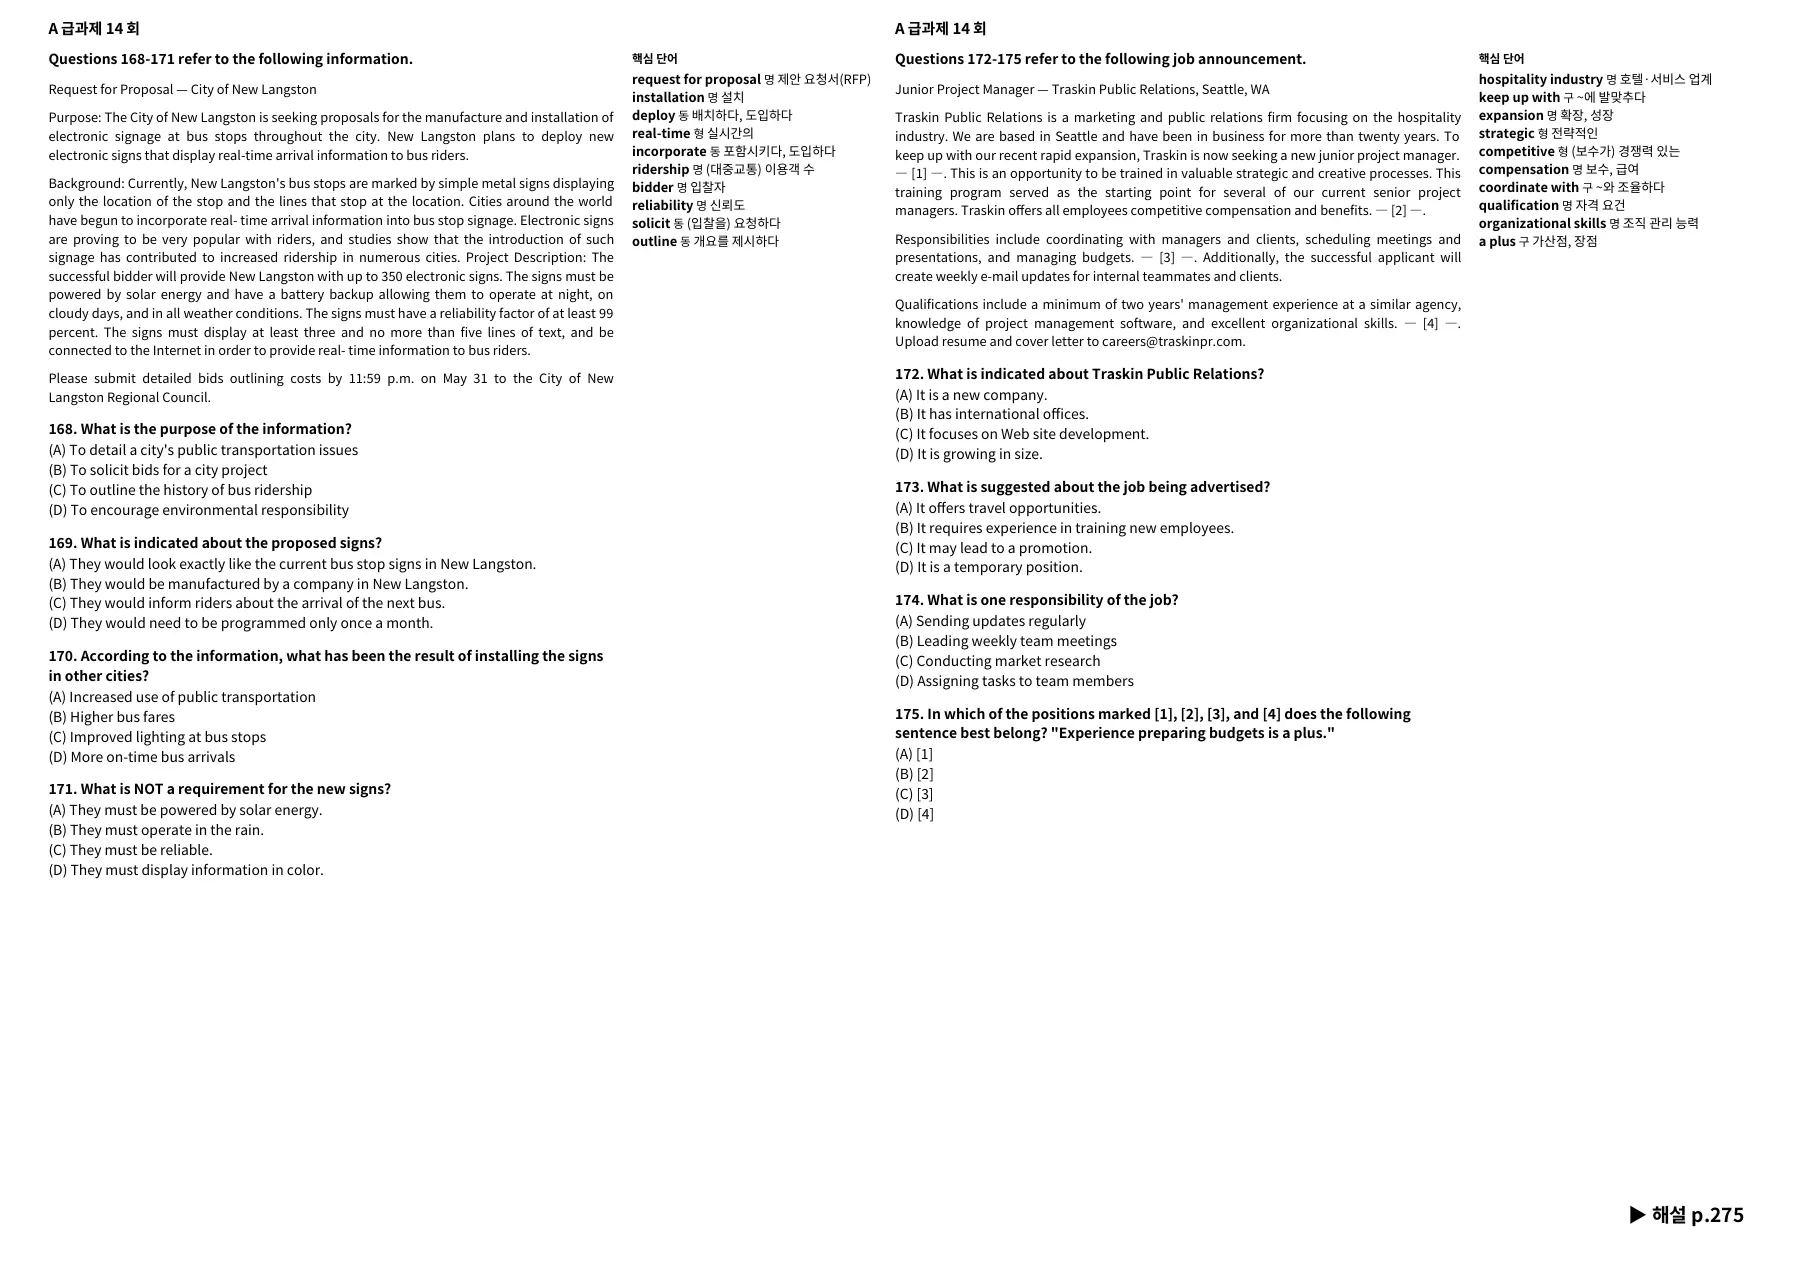 A 급과제 14 회
Questions 168-171 refer to the following information.
Request for Proposal — City of New Langston
Purpose: The City of New Langston is seeking proposals for the manufacture and installation of
electronic signage at bus stops throughout the city. New Langston plans to deploy new
electronic signs that display real-time arrival information to bus riders.
Background: Currently, New Langston's bus stops are marked by simple metal signs displaying
only the location of the stop and the lines that stop at the location. Cities around the world
have begun to incorporate real- time arrival information into bus stop signage. Electronic signs
are proving to be very popular with riders, and studies show that the introduction of such
signage has contributed to increased ridership in numerous cities. Project Description: The
successful bidder will provide New Langston with up to 350 electronic signs. The signs must be
powered by solar energy and have a battery backup allowing them to operate at night, on
cloudy days, and in all weather conditions. The signs must have a reliability factor of at least 99
percent. The signs must display at least three and no more than five lines of text, and be
connected to the Internet in order to provide real- time information to bus riders.
Please submit detailed bids outlining costs by 11:59 p.m. on May 31 to the City of New
Langston Regional Council.
168. What is the purpose of the information?
(A) To detail a city's public transportation issues
(B) To solicit bids for a city project
(C) To outline the history of bus ridership
(D) To encourage environmental responsibility
169. What is indicated about the proposed signs?
(A) They would look exactly like the current bus stop signs in New Langston.
(B) They would be manufactured by a company in New Langston.
(C) They would inform riders about the arrival of the next bus.
(D) They would need to be programmed only once a month.
170. According to the information, what has been the result of installing the signs
in other cities?
(A) Increased use of public transportation
(B) Higher bus fares
(C) Improved lighting at bus stops
(D) More on-time bus arrivals
171. What is NOT a requirement for the new signs?
(A) They must be powered by solar energy.
(B) They must operate in the rain.
(C) They must be reliable.
(D) They must display information in color.
핵심 단어
request for proposal 명 제안 요청서(RFP)
installation 명 설치
deploy 동 배치하다, 도입하다
real-time 형 실시간의
incorporate 동 포함시키다, 도입하다
ridership 명 (대중교통) 이용객 수
bidder 명 입찰자
reliability 명 신뢰도
solicit 동 (입찰을) 요청하다
outline 동 개요를 제시하다
A 급과제 14 회
Questions 172-175 refer to the following job announcement.
Junior Project Manager — Traskin Public Relations, Seattle, WA
Traskin Public Relations is a marketing and public relations firm focusing on the hospitality
industry. We are based in Seattle and have been in business for more than twenty years. To
keep up with our recent rapid expansion, Traskin is now seeking a new junior project manager.
— [1] —. This is an opportunity to be trained in valuable strategic and creative processes. This
training program served as the starting point for several of our current senior project
managers. Traskin offers all employees competitive compensation and benefits. — [2] —.
Responsibilities include coordinating with managers and clients, scheduling meetings and
presentations, and managing budgets. — [3] —. Additionally, the successful applicant will
create weekly e-mail updates for internal teammates and clients.
Qualifications include a minimum of two years' management experience at a similar agency,
knowledge of project management software, and excellent organizational skills. — [4] —.
Upload resume and cover letter to careers@traskinpr.com.
172. What is indicated about Traskin Public Relations?
(A) It is a new company.
(B) It has international offices.
(C) It focuses on Web site development.
(D) It is growing in size.
173. What is suggested about the job being advertised?
(A) It offers travel opportunities.
(B) It requires experience in training new employees.
(C) It may lead to a promotion.
(D) It is a temporary position.
174. What is one responsibility of the job?
(A) Sending updates regularly
(B) Leading weekly team meetings
(C) Conducting market research
(D) Assigning tasks to team members
175. In which of the positions marked [1], [2], [3], and [4] does the following
sentence best belong? "Experience preparing budgets is a plus."
(A) [1]
(B) [2]
(C) [3]
(D) [4]
핵심 단어
hospitality industry 명 호텔·서비스 업계
keep up with 구 ~에 발맞추다
expansion 명 확장, 성장
strategic 형 전략적인
competitive 형 (보수가) 경쟁력 있는
compensation 명 보수, 급여
coordinate with 구 ~와 조율하다
qualification 명 자격 요건
organizational skills 명 조직 관리 능력
a plus 구 가산점, 장점
▶ 해설 p.275